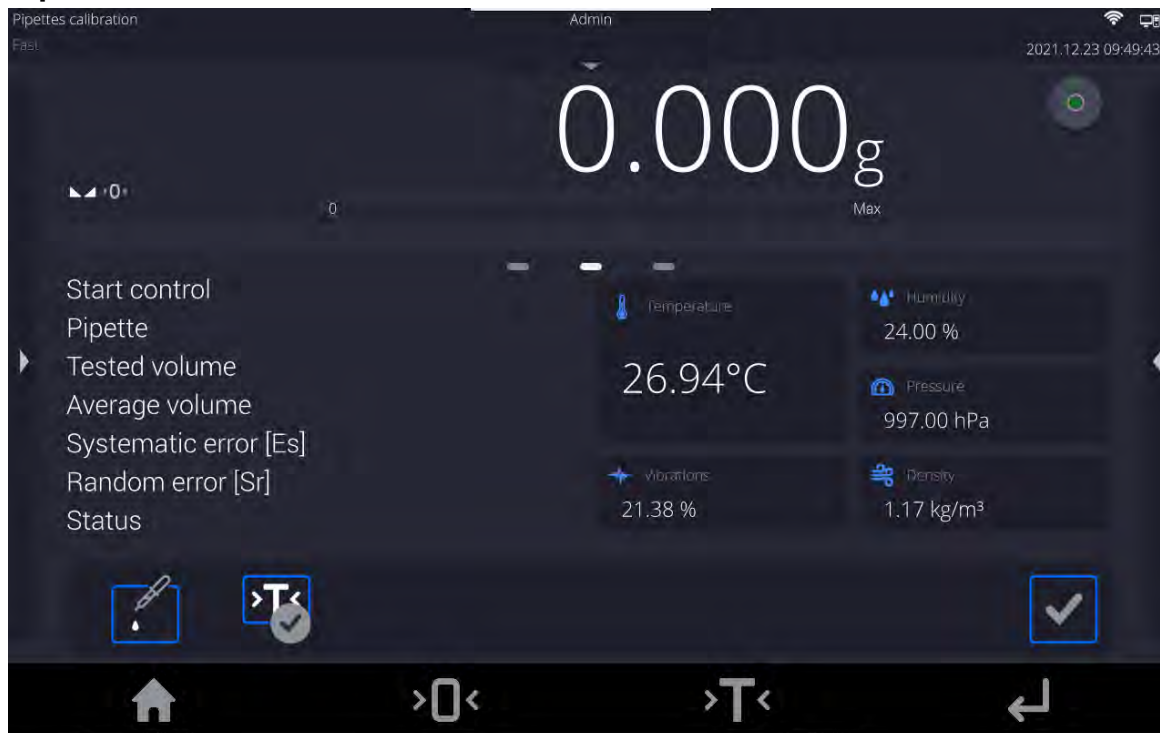 Pipettes calibration
Admin
Fast
2021.12.23 09:49:43
0.000g
0
0
Max
Start control
Pipette
Tested volume
Average volume
Systematic error [Es]
Random error [Sr]
Status
Temperature
26.94°C
Humidity
24.00 %
Pressure
997.00 hPa
Vibrations
21.38 %
Density
1.17 kg/m³
>T<
>0<
>T<